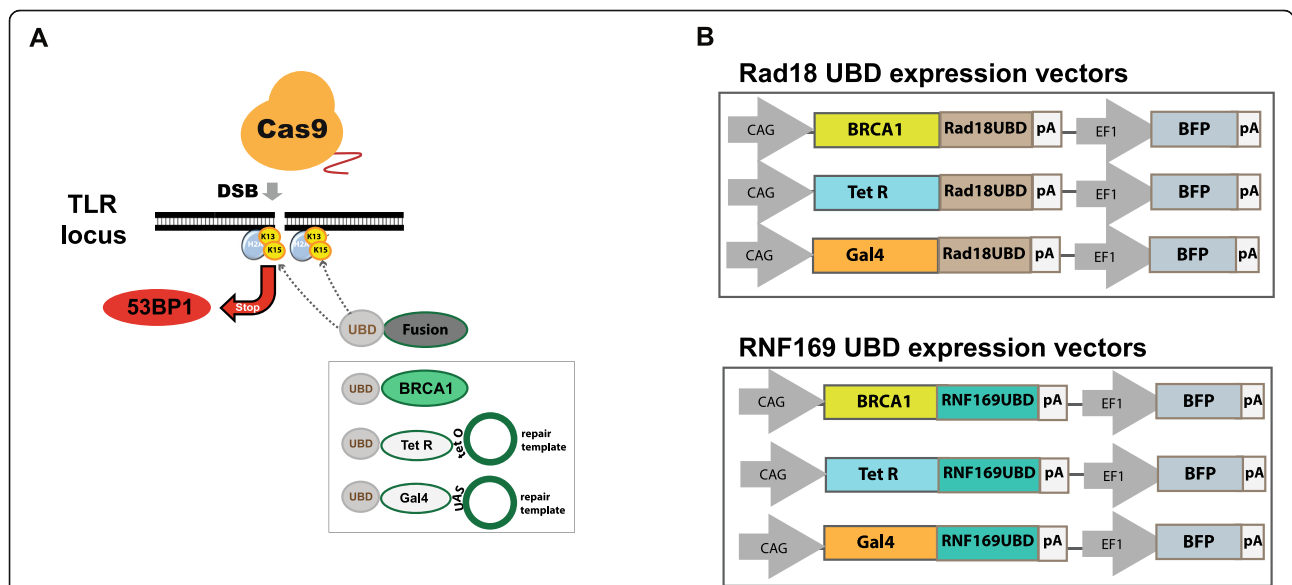 A
Cas9
DSB
TLR
locus
H2A K13 K13
K15 K15
53BP1
Stop
UBD Fusion
UBD BRCA1
UBD Tet R tet O repair
template
UBD Gal4 UAS repair
template
B
Rad18 UBD expression vectors
CAG BRCA1 Rad18UBD pA EF1 BFP pA
CAG Tet R Rad18UBD pA EF1 BFP pA
CAG Gal4 Rad18UBD pA EF1 BFP pA
RNF169 UBD expression vectors
CAG BRCA1 RNF169UBD pA EF1 BFP pA
CAG Tet R RNF169UBD pA EF1 BFP pA
CAG Gal4 RNF169UBD pA EF1 BFP pA